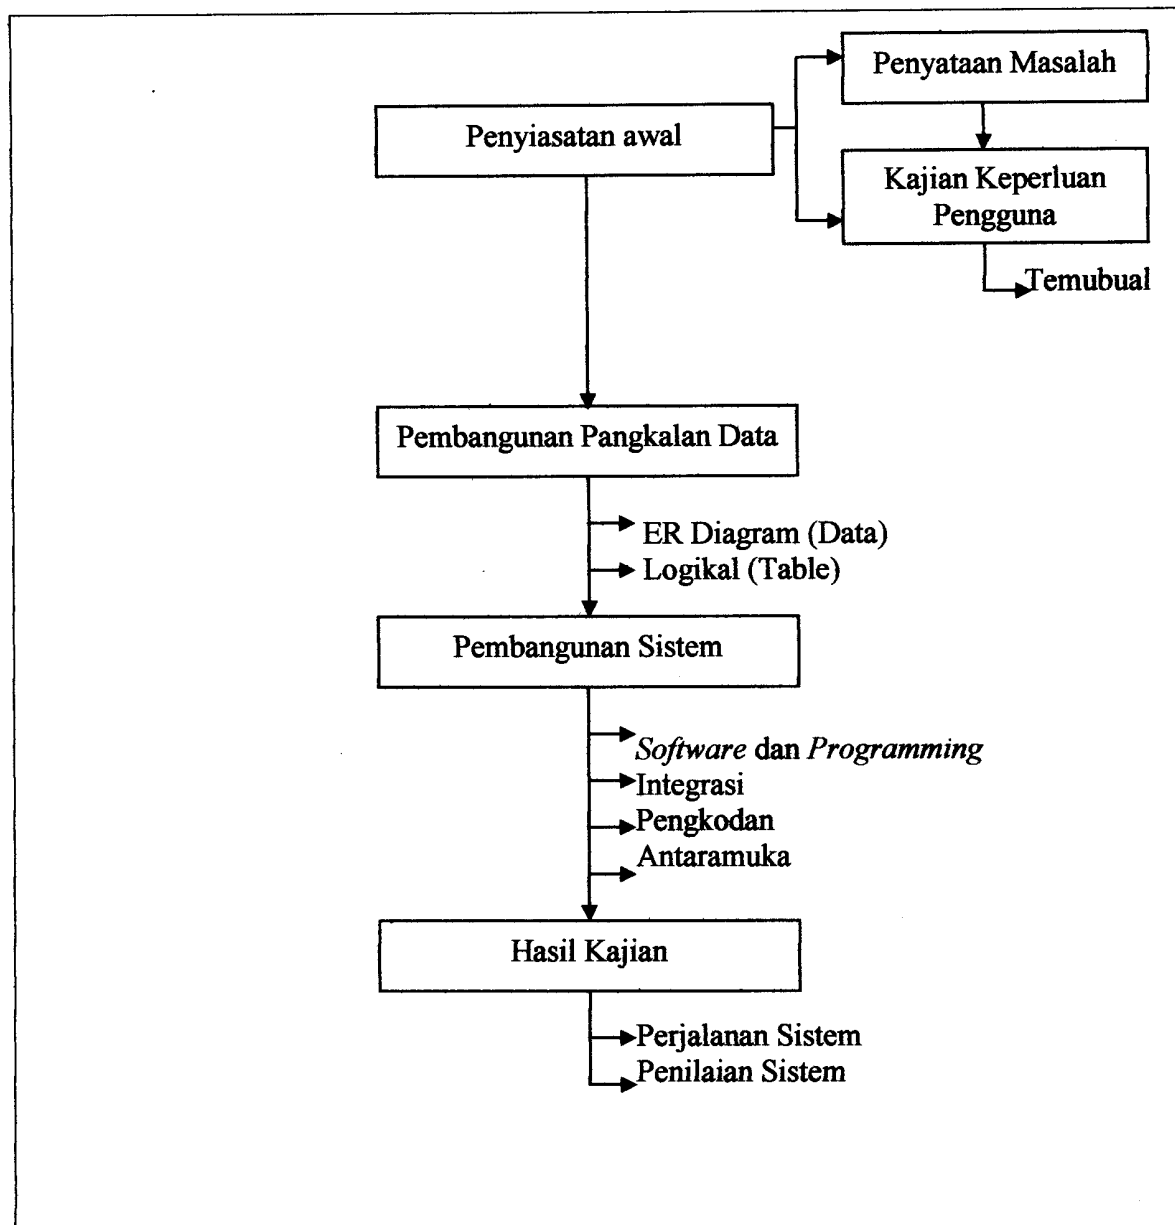 Penyataan Masalah
Penyiasatan awal
Kajian Keperluan
Pengguna
Temubual
Pembangunan Pangkalan Data
ER Diagram (Data)
Logikal (Table)
Pembangunan Sistem
Software dan Programming
Integrasi
Pengkodan
Antaramuka
Hasil Kajian
Perjalanan Sistem
Penilaian Sistem